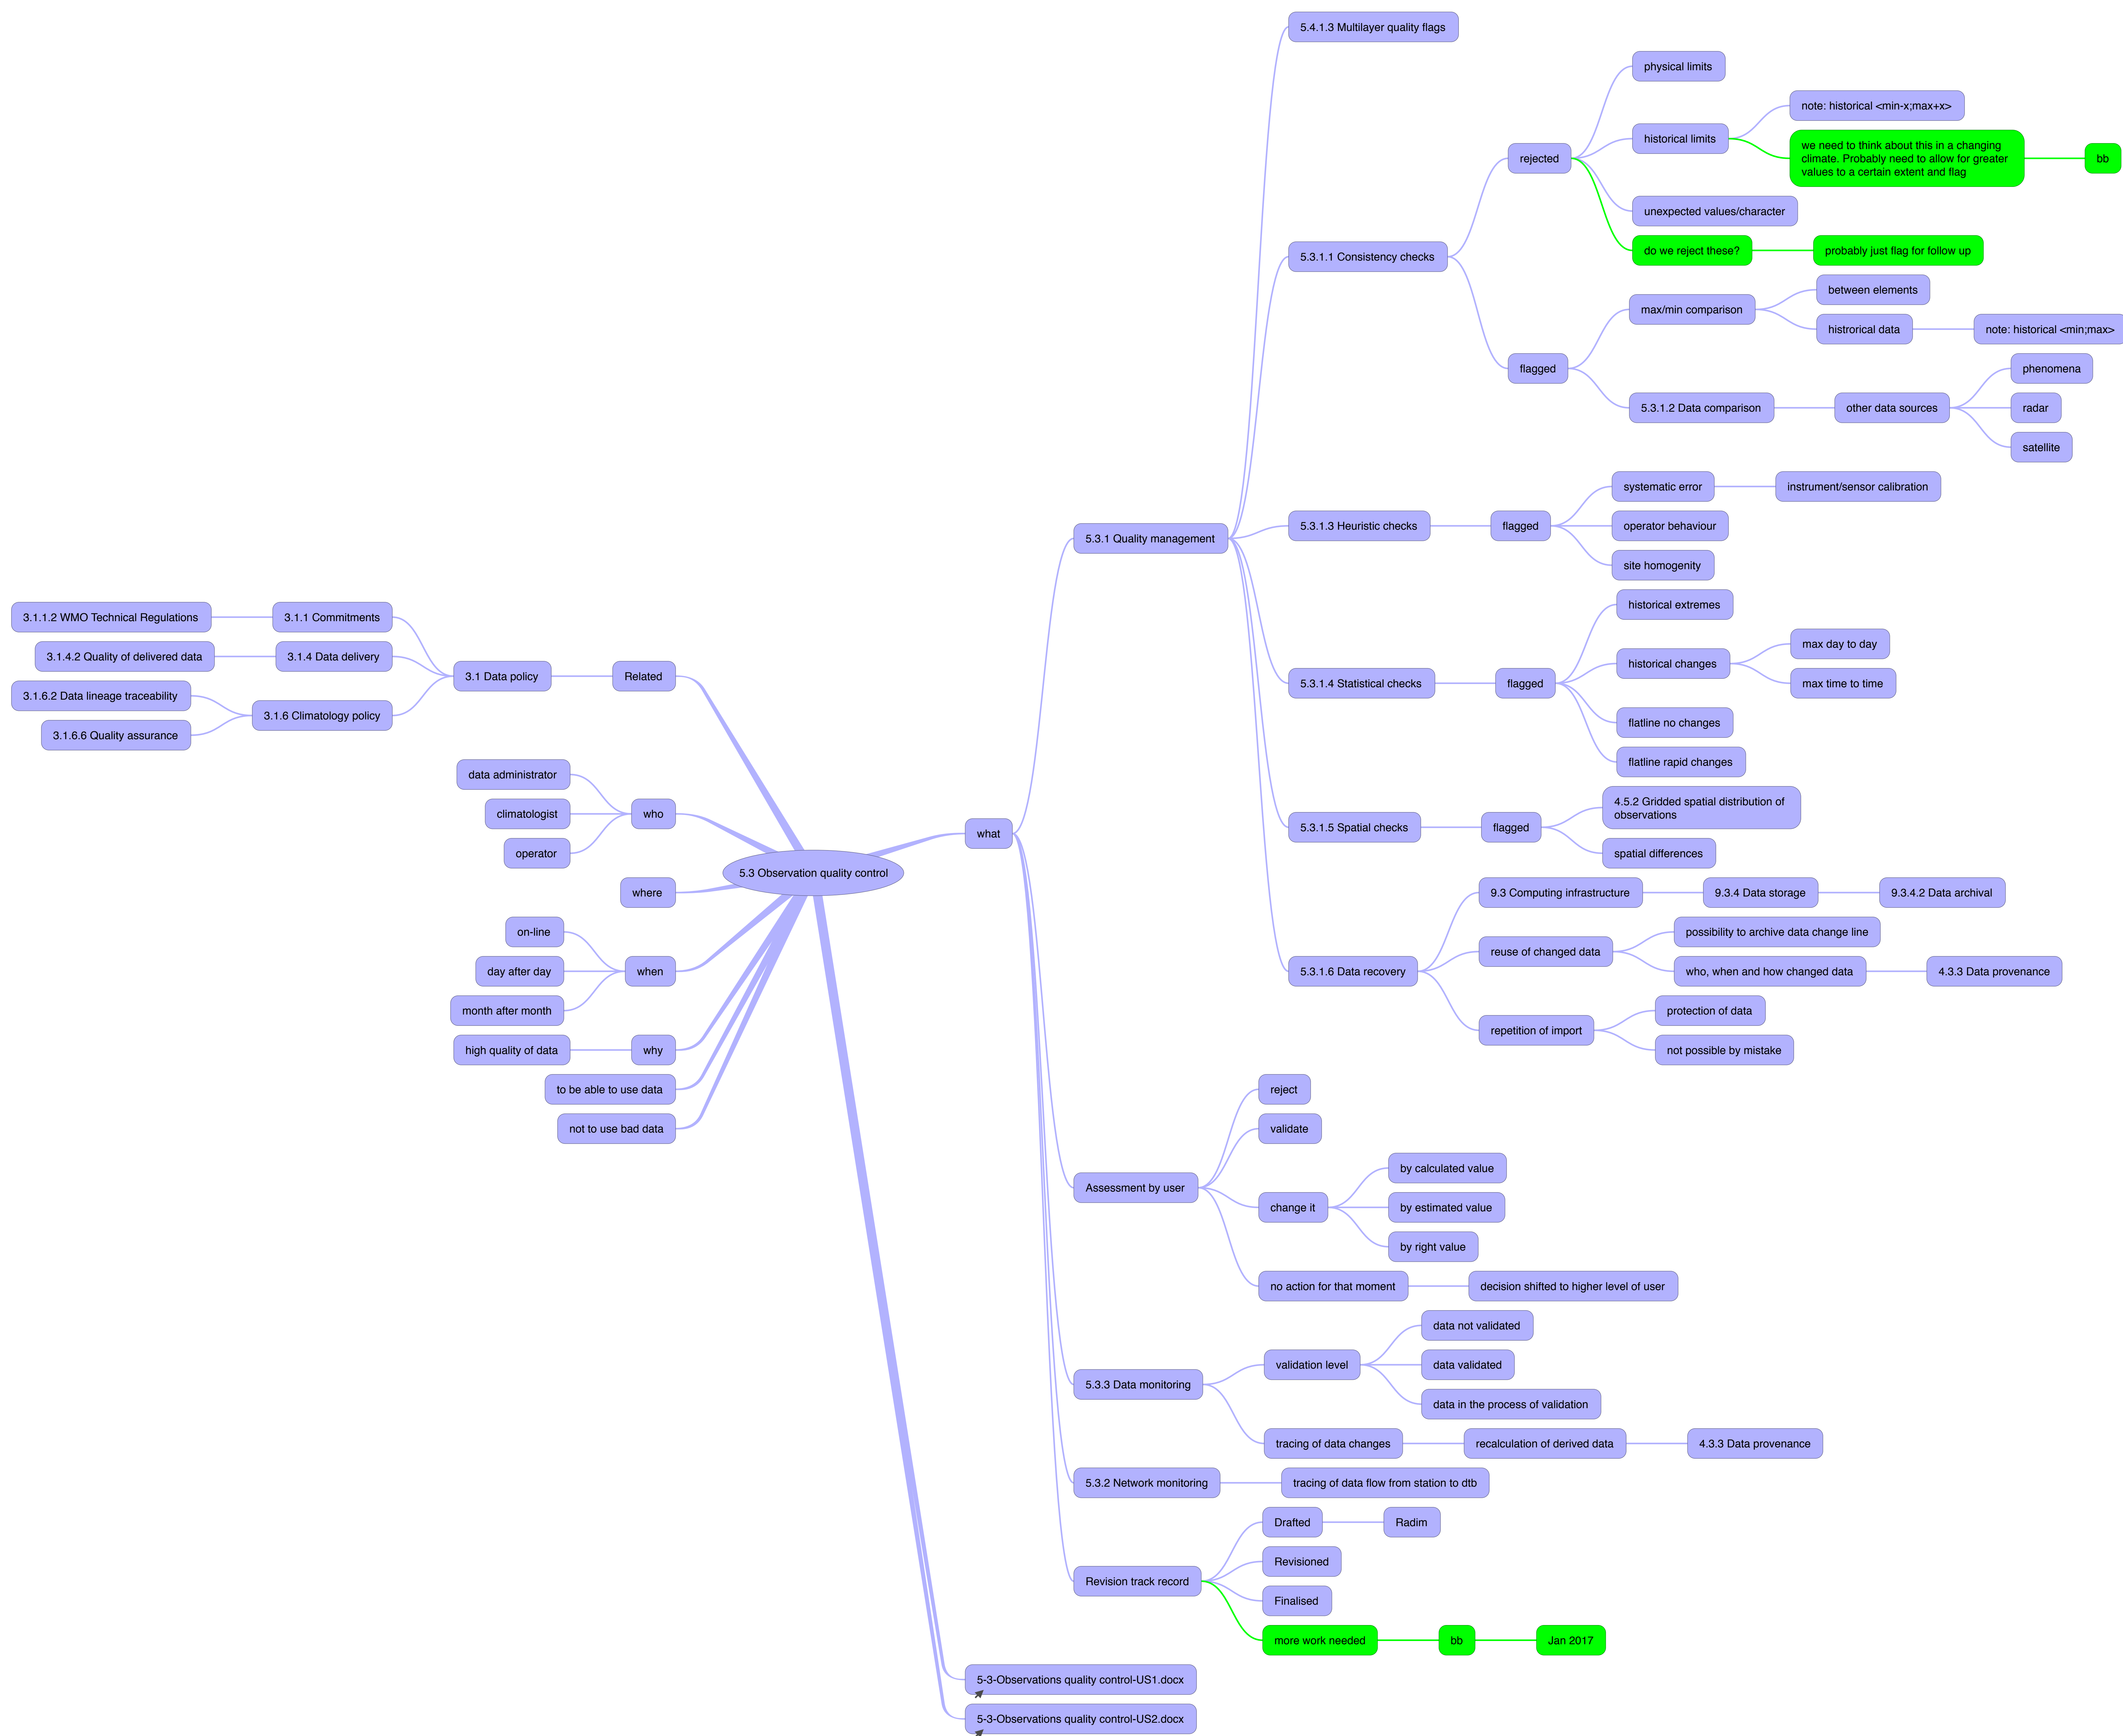 5.4.1.3 Multilayer quality flags
physical limits
note: historical <min-x;max+x>
historical limits
we need to think about this in a changing
climate. Probably need to allow for greater
values to a certain extent and flag
bb
rejected
unexpected values/character
do we reject these?
probably just flag for follow up
5.3.1.1 Consistency checks
between elements
max/min comparison
histrorical data
note: historical <min;max>
flagged
phenomena
5.3.1.2 Data comparison
other data sources
radar
satellite
systematic error
instrument/sensor calibration
5.3.1.3 Heuristic checks
flagged
operator behaviour
5.3.1 Quality management
site homogenity
historical extremes
max day to day
historical changes
5.3.1.4 Statistical checks
flagged
max time to time
flatline no changes
flatline rapid changes
4.5.2 Gridded spatial distribution of
observations
5.3.1.5 Spatial checks
flagged
spatial differences
9.3 Computing infrastructure
9.3.4 Data storage
9.3.4.2 Data archival
possibility to archive data change line
reuse of changed data
5.3.1.6 Data recovery
who, when and how changed data
4.3.3 Data provenance
protection of data
repetition of import
not possible by mistake
3.1.1.2 WMO Technical Regulations
3.1.1 Commitments
3.1.4.2 Quality of delivered data
3.1.4 Data delivery
3.1 Data policy
Related
3.1.6.2 Data lineage traceability
3.1.6 Climatology policy
3.1.6.6 Quality assurance
data administrator
climatologist
who
operator
what
5.3 Observation quality control
where
on-line
day after day
when
month after month
high quality of data
why
to be able to use data
not to use bad data
reject
validate
Assessment by user
by calculated value
change it
by estimated value
by right value
no action for that moment
decision shifted to higher level of user
data not validated
validation level
data validated
5.3.3 Data monitoring
data in the process of validation
tracing of data changes
recalculation of derived data
4.3.3 Data provenance
5.3.2 Network monitoring
tracing of data flow from station to dtb
Drafted
Radim
Revisioned
Revision track record
Finalised
more work needed
bb
Jan 2017
5-3-Observations quality control-US1.docx
5-3-Observations quality control-US2.docx